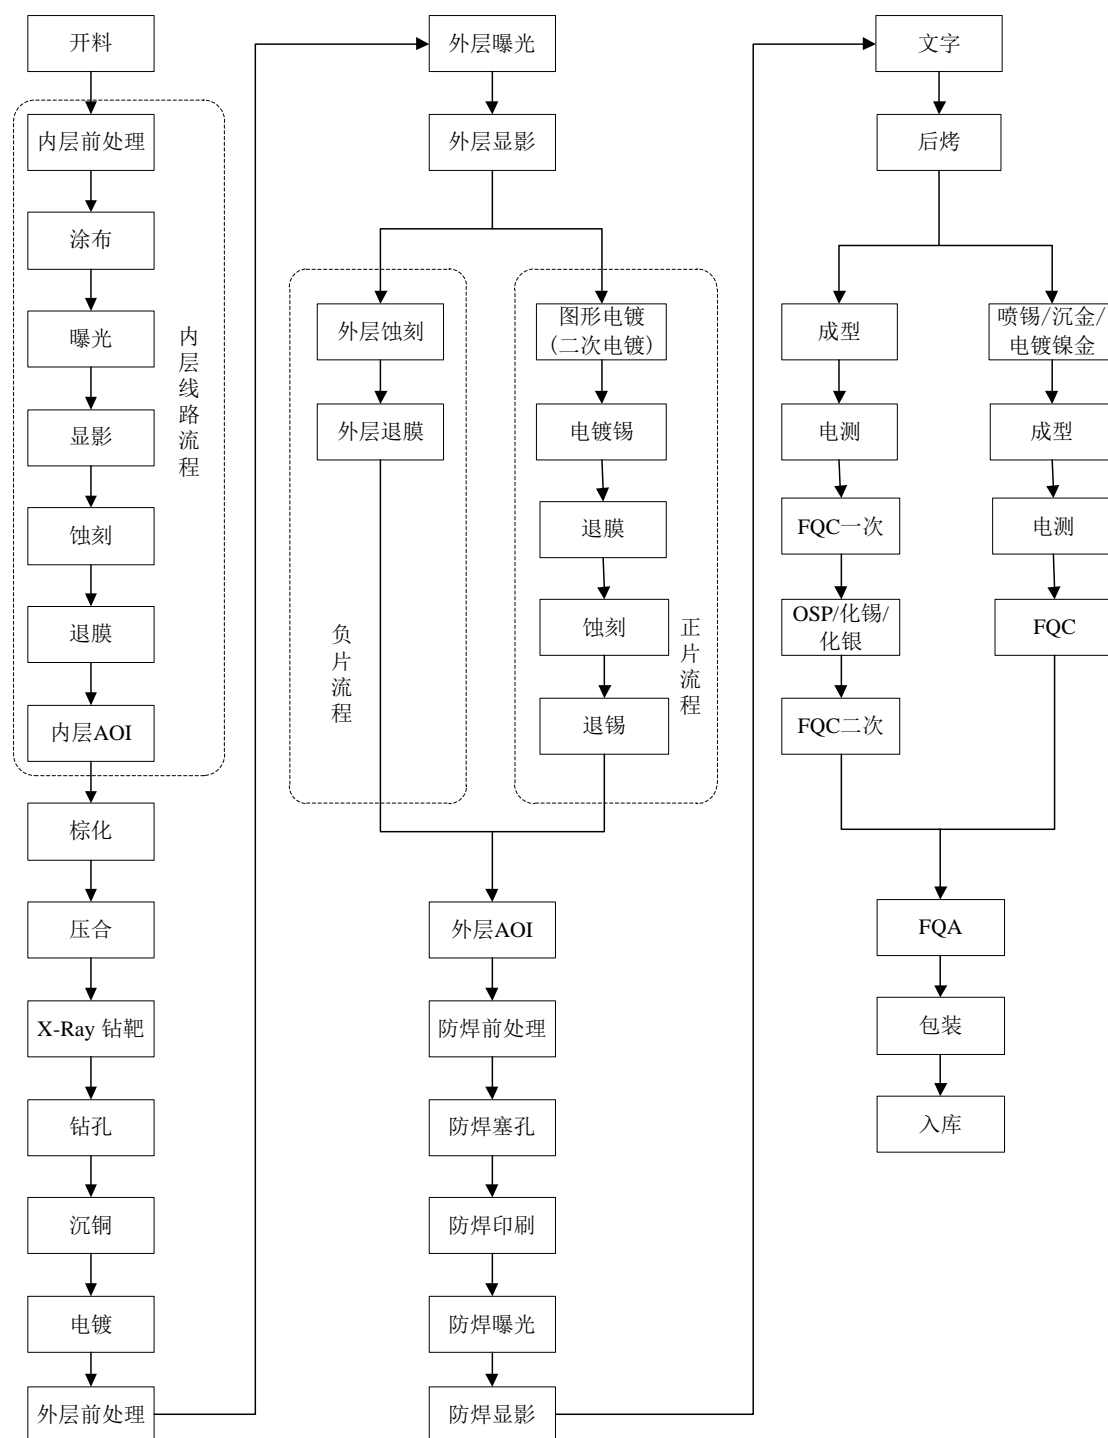 开料
内层前处理
涂布
曝光
显影
蚀刻
退膜
内层AOI
内层线路流程
棕化
压合
X-Ray 钻靶
钻孔
沉铜
电镀
外层前处理
外层曝光
外层显影
外层蚀刻
外层退膜
负片流程
图形电镀
(二次电镀)
电镀锡
退膜
蚀刻
退锡
正片流程
外层AOI
防焊前处理
防焊塞孔
防焊印刷
防焊曝光
防焊显影
文字
后烤
成型
电测
FQC一次
OSP/化锡/
化银
FQC二次
喷锡/沉金/
电镀镍金
成型
电测
FQC
FQA
包装
入库